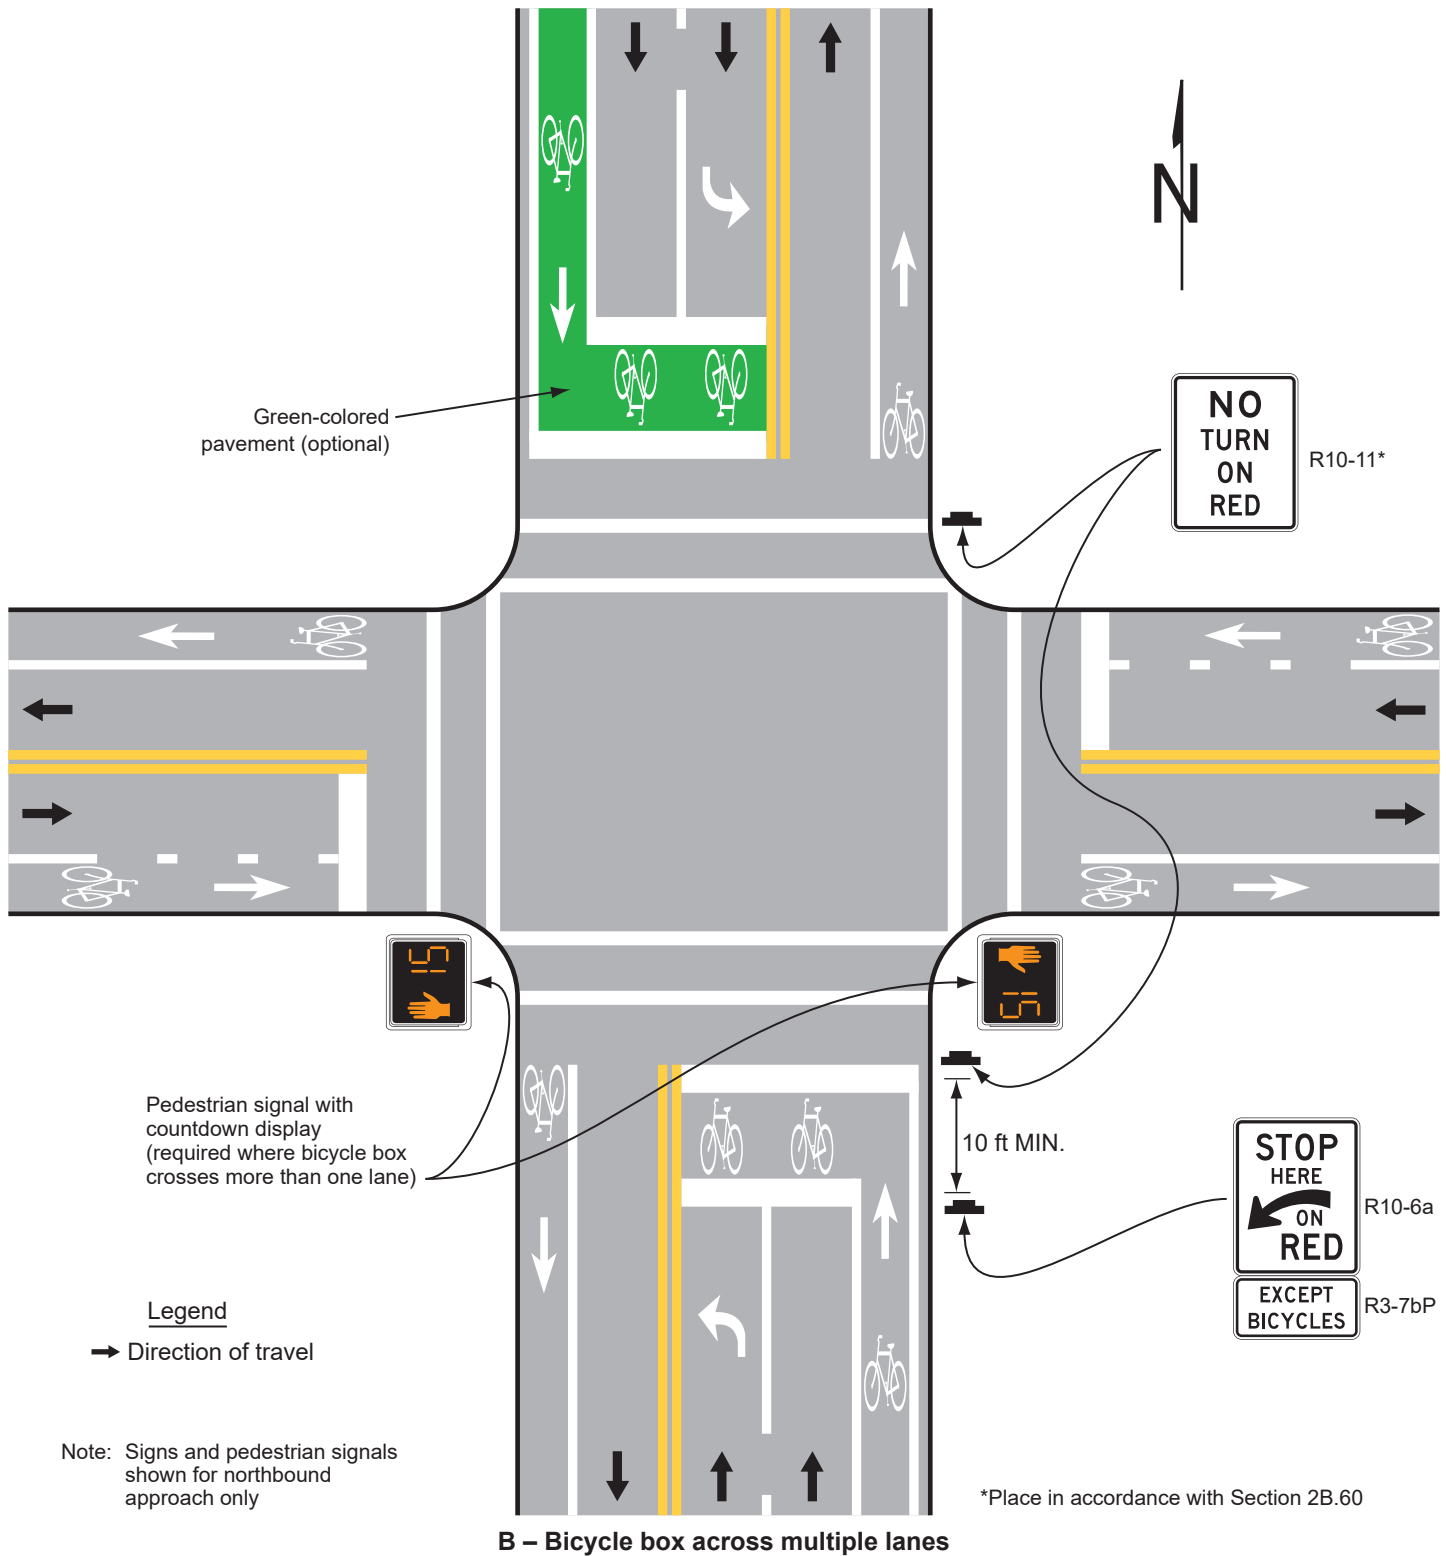 N
NO
TURN
ON
RED
R10-11*
Green-colored
pavement (optional)
15
15
Pedestrian signal with
countdown display
(required where bicycle box
crosses more than one lane)
10 ft MIN.
STOP
HERE
ON
RED
R10-6a
EXCEPT
BICYCLES
R3-7bP
Legend
Direction of travel
Note: Signs and pedestrian signals
shown for northbound
approach only
*Place in accordance with Section 2B.60
B – Bicycle box across multiple lanes